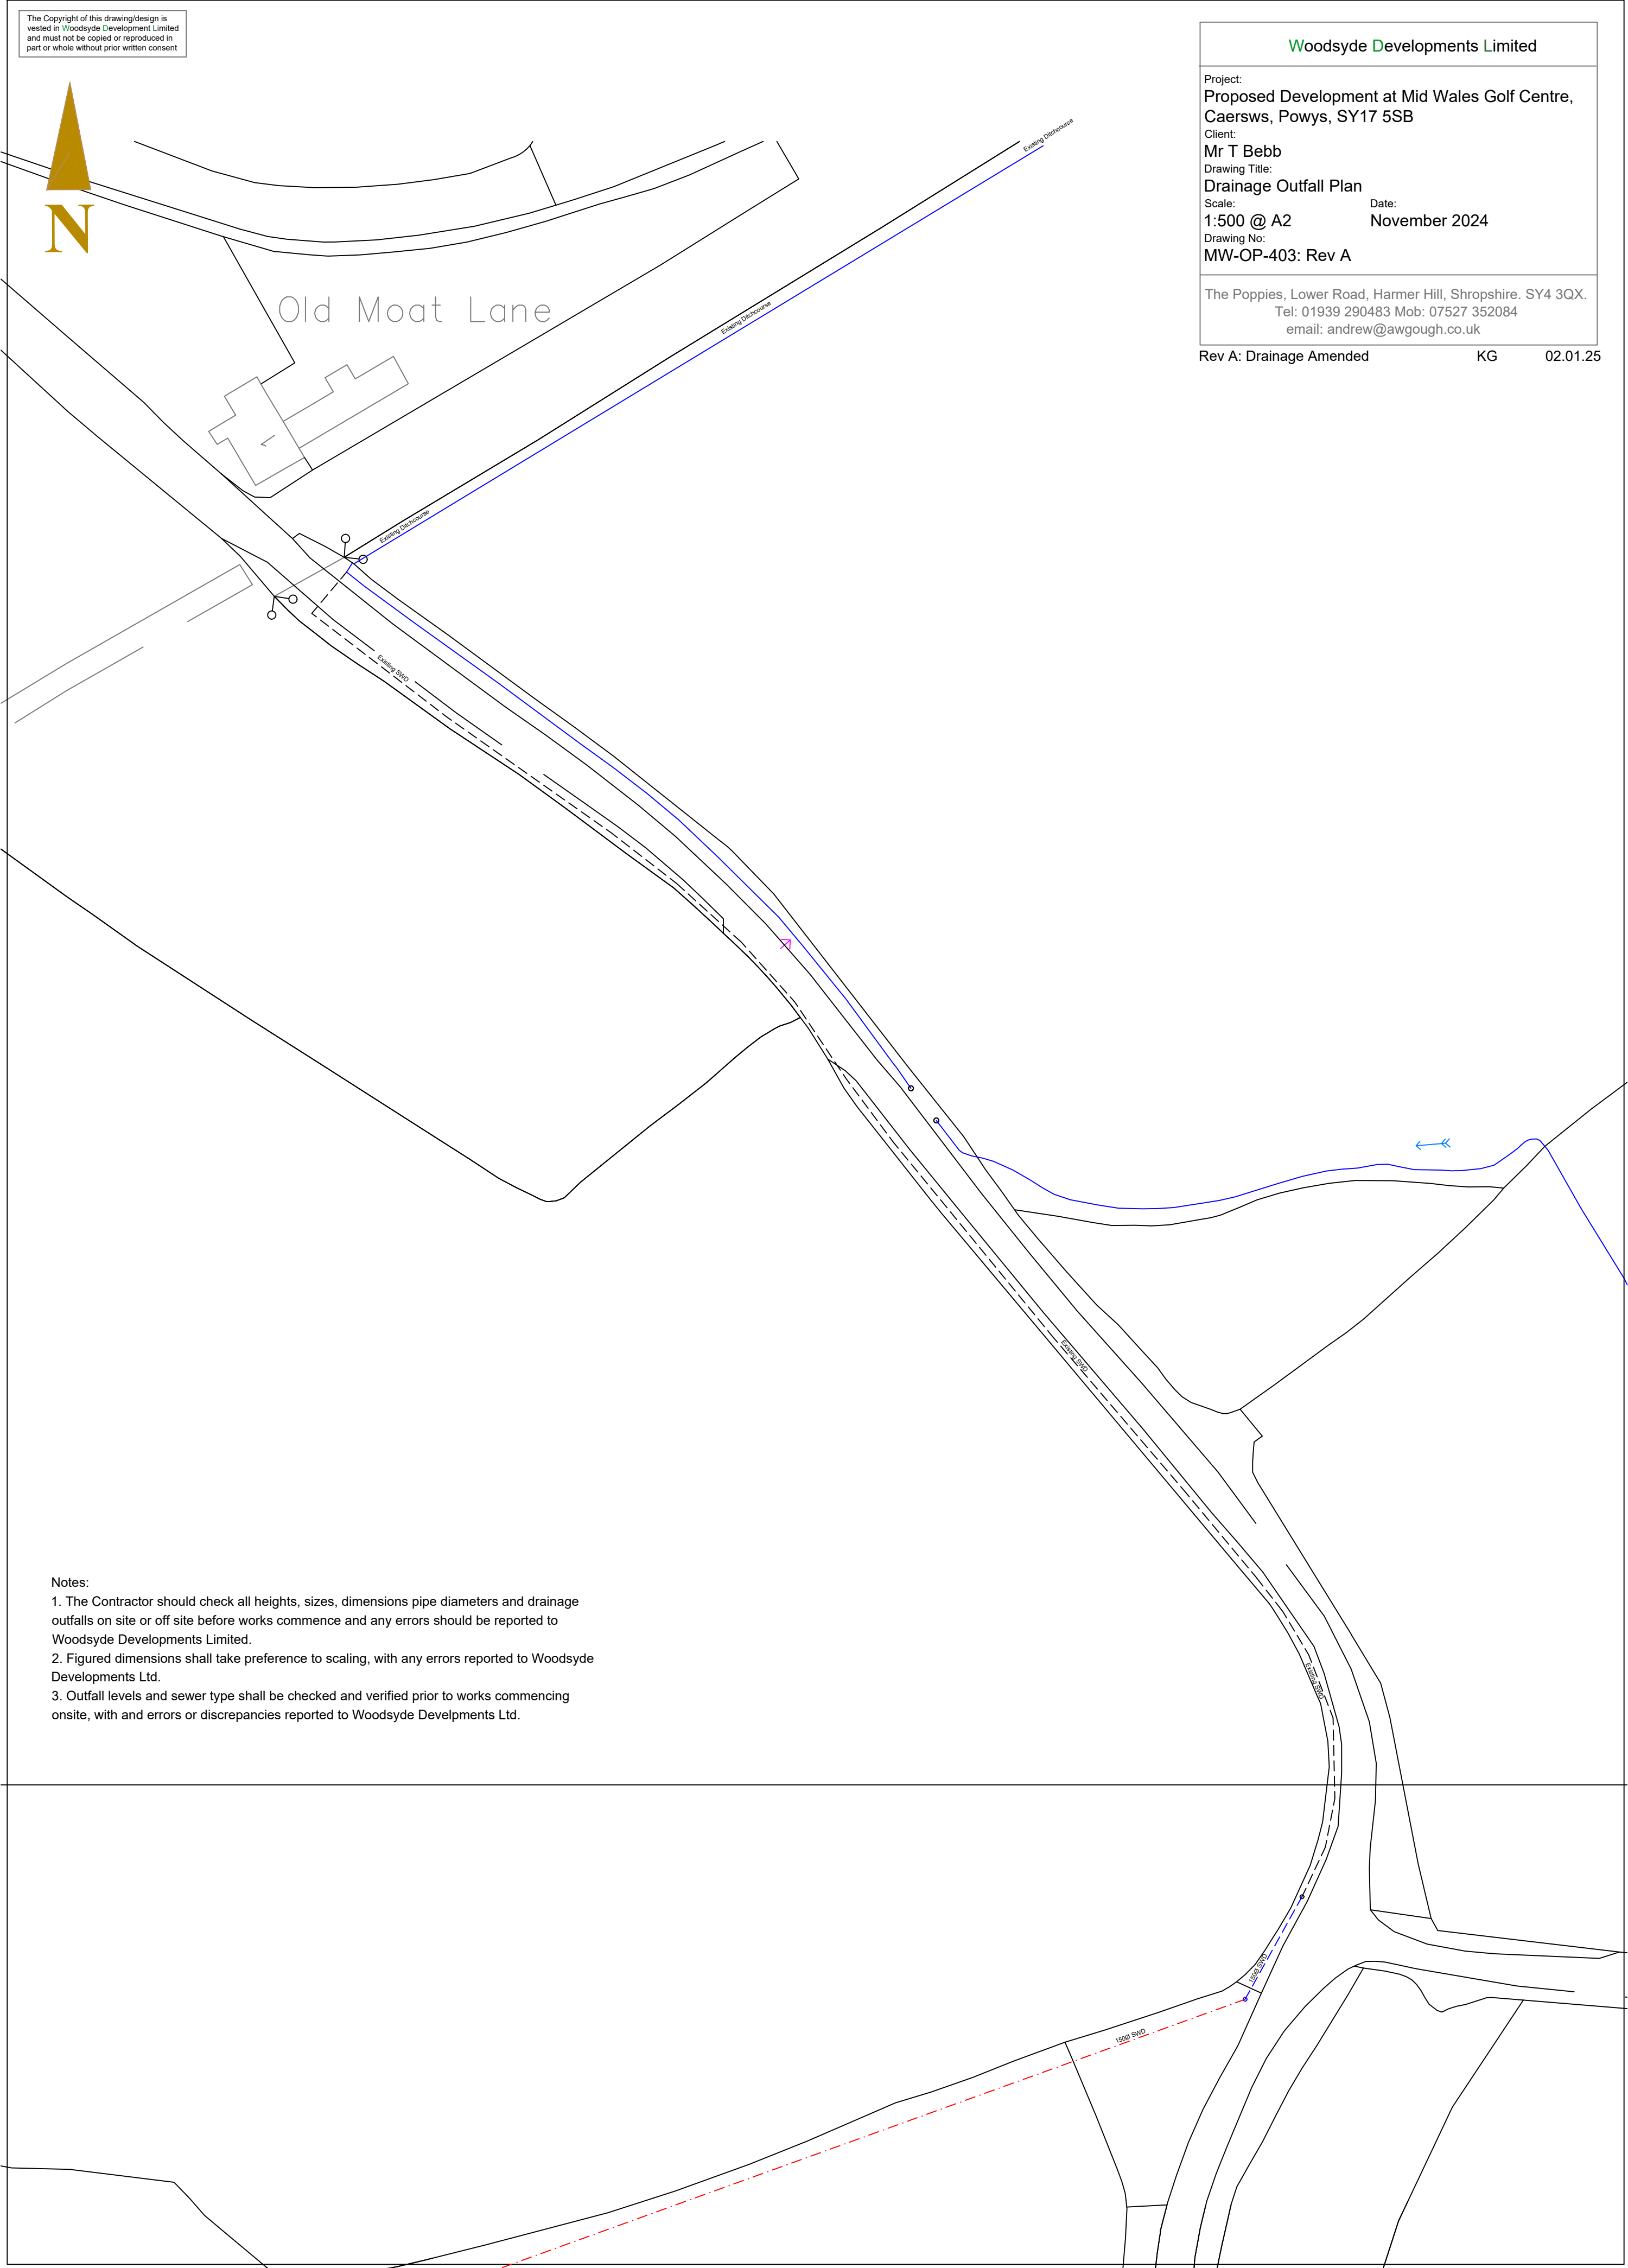 The Copyright of this drawing/design is
vested in Woodsyde Development Limited
and must not be copied or reproduced in
part or whole without prior written consent
Woodsyde Developments Limited
Project:
Proposed Development at Mid Wales Golf Centre,
Caersws, Powys, SY17 5SB
Client:
Mr T Bebb
Drawing Title:
Drainage Outfall Plan
Scale:
Date:
1:500 @ A2
November 2024
Drawing No:
MW-OP-403: Rev A
The Poppies, Lower Road, Harmer Hill, Shropshire. SY4 3QX.
Tel: 01939 290483 Mob: 07527 352084
email: andrew@awgough.co.uk
Rev A: Drainage Amended KG 02.01.25
N
Existing Ditchcourse
Old Moat Lane
Existing Ditchcourse
1
Existing Ditchcourse
Existing SWD
Existing SWD
Notes:
1. The Contractor should check all heights, sizes, dimensions pipe diameters and drainage
outfalls on site or off site before works commence and any errors should be reported to
Woodsyde Developments Limited.
2. Figured dimensions shall take preference to scaling, with any errors reported to Woodsyde
Developments Ltd.
3. Outfall levels and sewer type shall be checked and verified prior to works commencing
onsite, with and errors or discrepancies reported to Woodsyde Develpments Ltd.
Existing SWD
150Ø SWD
150Ø SWD